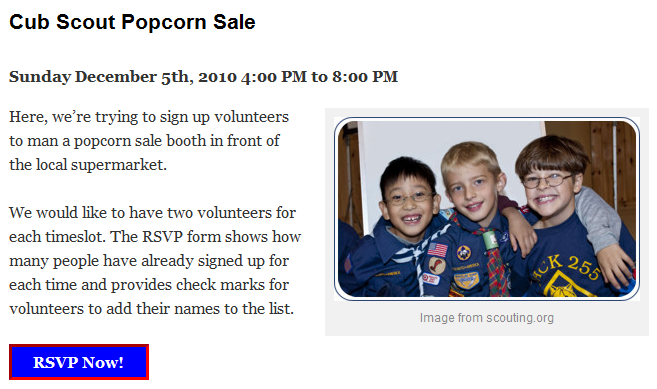 Cub Scout Popcorn Sale
Sunday December 5th, 2010 4:00 PM to 8:00 PM
Here, we're trying to sign up volunteers
to man a popcorn sale booth in front of
the local supermarket.
We would like to have two volunteers for
each timeslot. The RSVP form shows how
many people have already signed up for
each time and provides check marks for
volunteers to add their names to the list.
ACK 255
Image from scouting.org
RSVP Now!